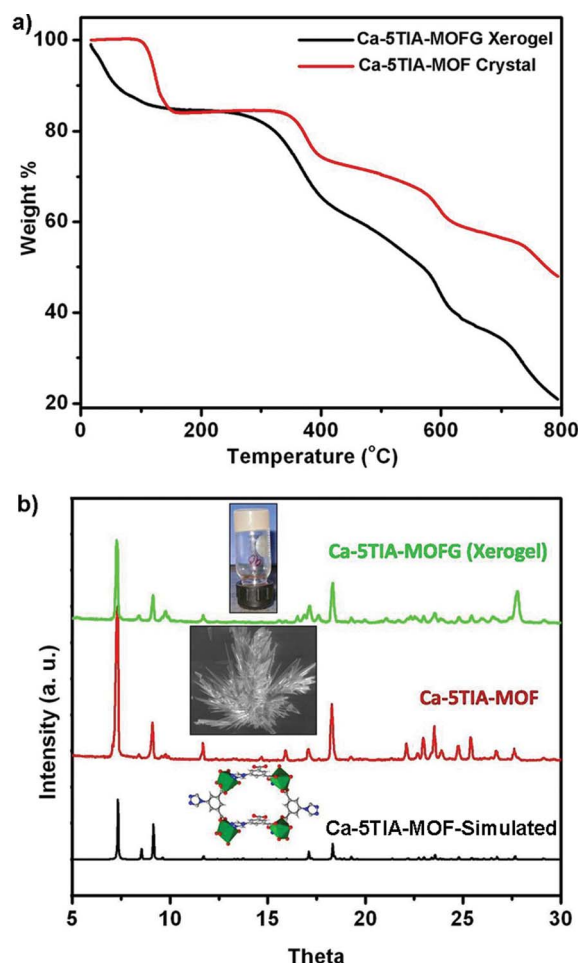 a)
Ca-5TIA-MOFG Xerogel
Ca-5TIA-MOF Crystal
Weight %
100
80
60
40
20
0 200 400 600 800
Temperature (°C)
b)
Ca-5TIA-MOFG (Xerogel)
Ca-5TIA-MOF
Ca-5TIA-MOF-Simulated
Intensity (a. u.)
5 10 15 20 25 30
Theta